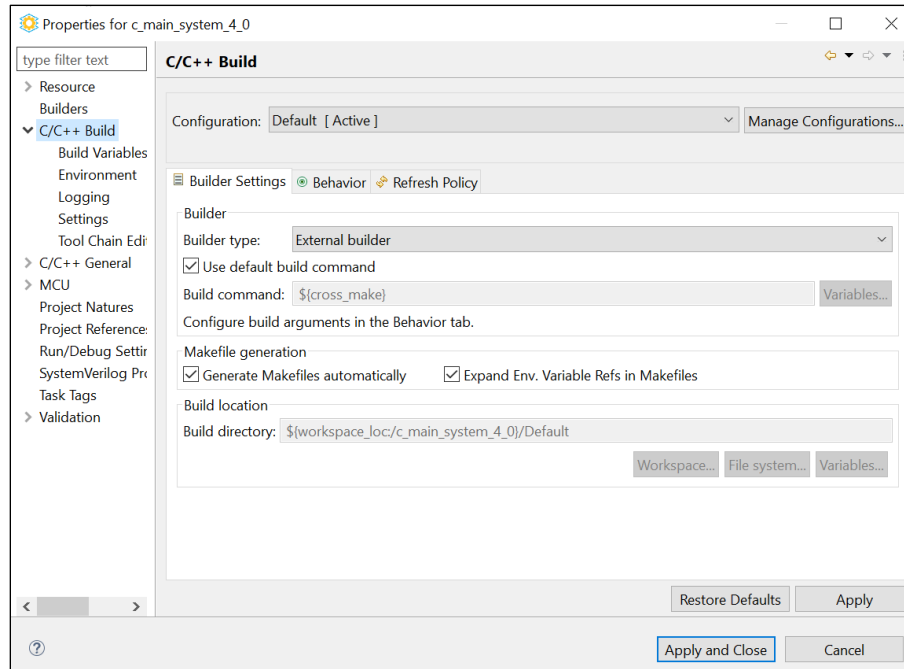 Properties for c_main_system_4_0
type filter text
Resource
Builders
C/C++ Build
Build Variables
Environment
Logging
Settings
Tool Chain Edi
C/C++ General
MCU
Project Natures
Project Reference
Run/Debug Settin
SystemVerilog Pr
Task Tags
Validation
C/C++ Build
Configuration: Default [ Active ] Manage Configurations...
Builder Settings Behavior Refresh Policy
Builder
Builder type: External builder
Use default build command
Build command: ${cross_make} Variables...
Configure build arguments in the Behavior tab.
Makefile generation
Generate Makefiles automatically Expand Env. Variable Refs in Makefiles
Build location
Build directory: ${workspace_loc:/c_main_system_4_0}/Default
Workspace... File system... Variables...
Restore Defaults Apply
Apply and Close Cancel